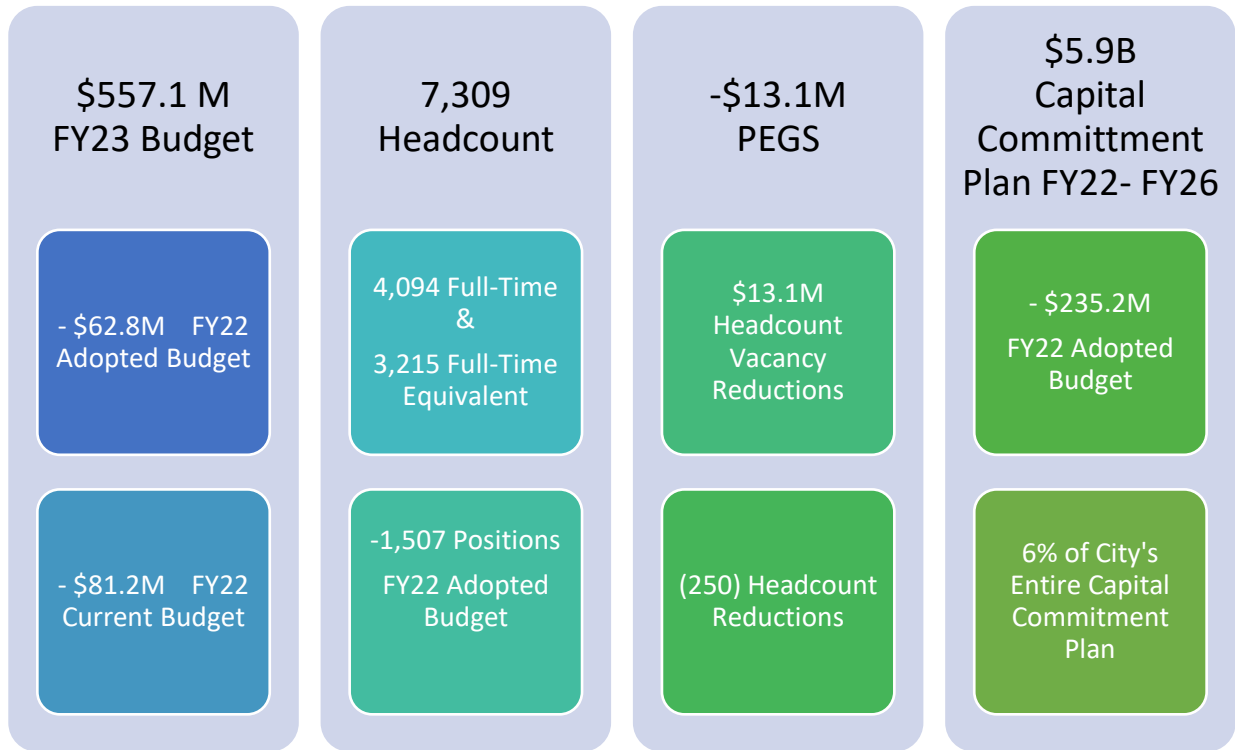 $557.1 M
FY23 Budget
- $62.8M FY22
Adopted Budget
- $81.2M FY22
Current Budget
7,309
Headcount
4,094 Full-Time
&
3,215 Full-Time
Equivalent
-1,507 Positions
FY22 Adopted
Budget
-$13.1M
PEGS
$13.1M
Headcount
Vacancy
Reductions
(250) Headcount
Reductions
$5.9B
Capital
Committment
Plan FY22- FY26
- $235.2M
FY22 Adopted
Budget
6% of City's
Entire Capital
Commitment
Plan